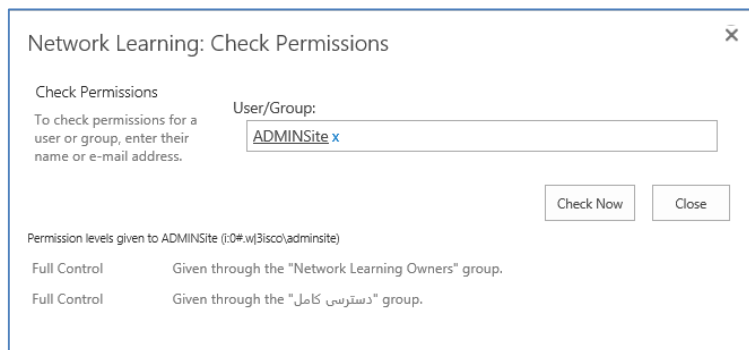 Network Learning: Check Permissions
×
Check Permissions
To check permissions for a
user or group, enter their
name or e-mail address.
User/Group:
ADMINSite x
Check Now
Close
Permission levels given to ADMINSite (i:0#.w|3isco\adminsite)
Full Control Given through the "Network Learning Owners" group.
Full Control Given through the "دسترسی کامل" group.